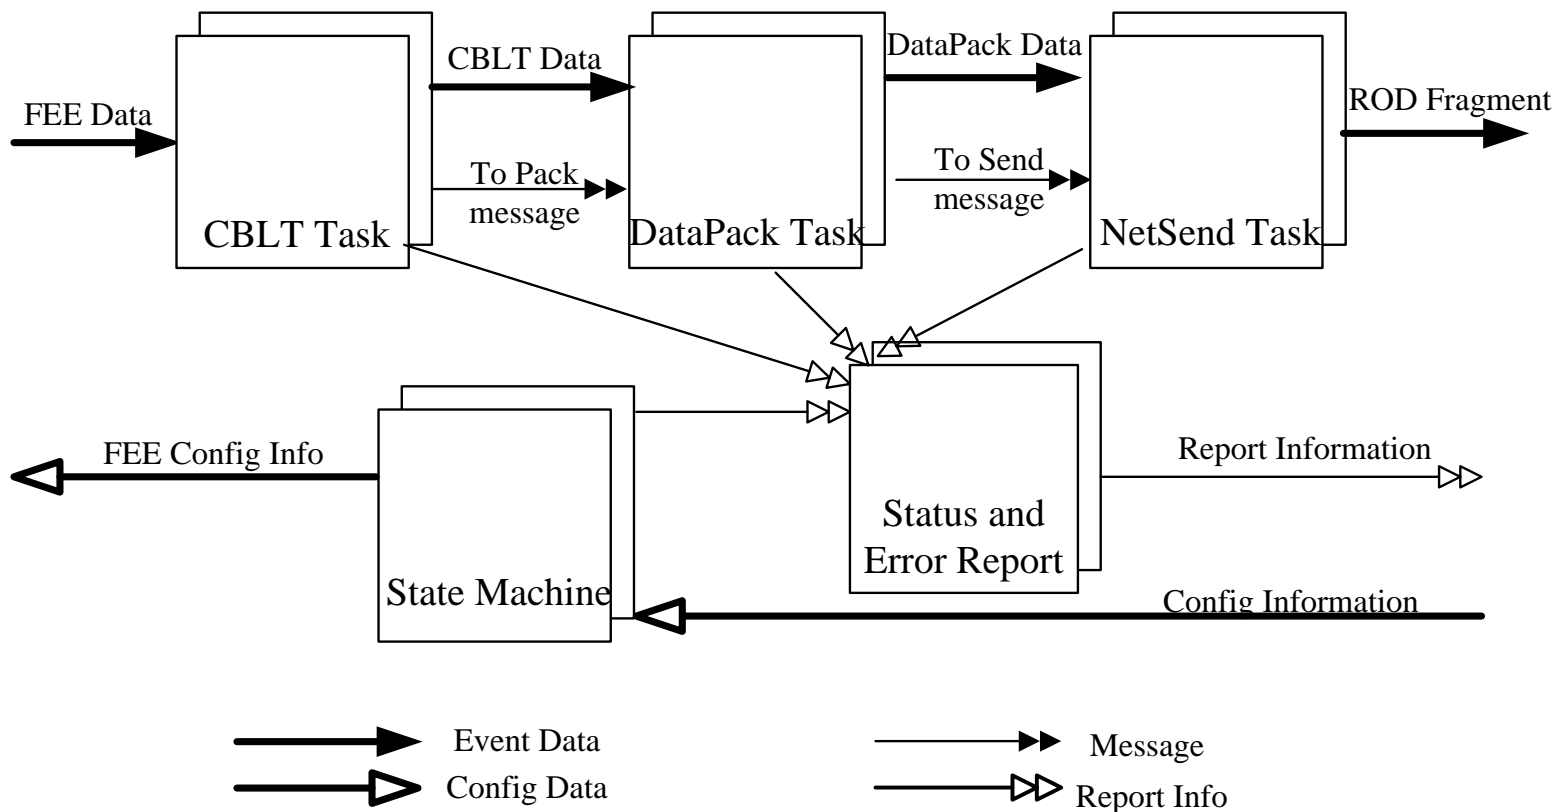 FEE Data
CBLT Data
DataPack Data
ROD Fragment
To Pack
message
To Send
message
CBLT Task
DataPack Task
NetSend Task
FEE Config Info
Report Information
Status and
Error Report
State Machine
Config Information
Event Data
Message
Config Data
Report Info